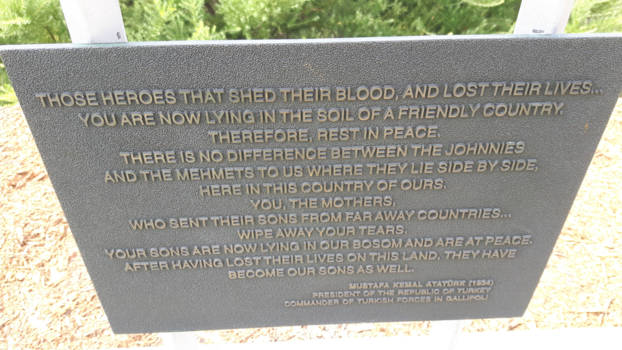 THOSE HEROES THAT SHED THEIR BLOOD, AND LOST THEIR LIVES...
YOU ARE NOW LYING IN THE SOIL OF A FRIENDLY COUNTRY.
THEREFORE, REST IN PEACE.
THERE IS NO DIFFERENCE BETWEEN THE JOHNNIES
AND THE MEHMETS TO US WHERE THEY LIE SIDE BY SIDE,
HERE IN THIS COUNTRY OF OURS.
YOU, THE MOTHERS,
WHO SENT THEIR SONS FROM FAR AWAY COUNTRIES...
WIPE AWAY YOUR TEARS.
YOUR SONS ARE NOW LYING IN OUR BOSOM AND ARE AT PEACE.
AFTER HAVING LOST THEIR LIVES ON THIS LAND, THEY HAVE
BECOME OUR SONS AS WELL.
MUSTAFA KEMAL ATATÜRK (1934)
PRESIDENT OF THE REPUBLIC OF TURKEY
COMMANDER OF TURKISH FORCES IN GALLIPOLI